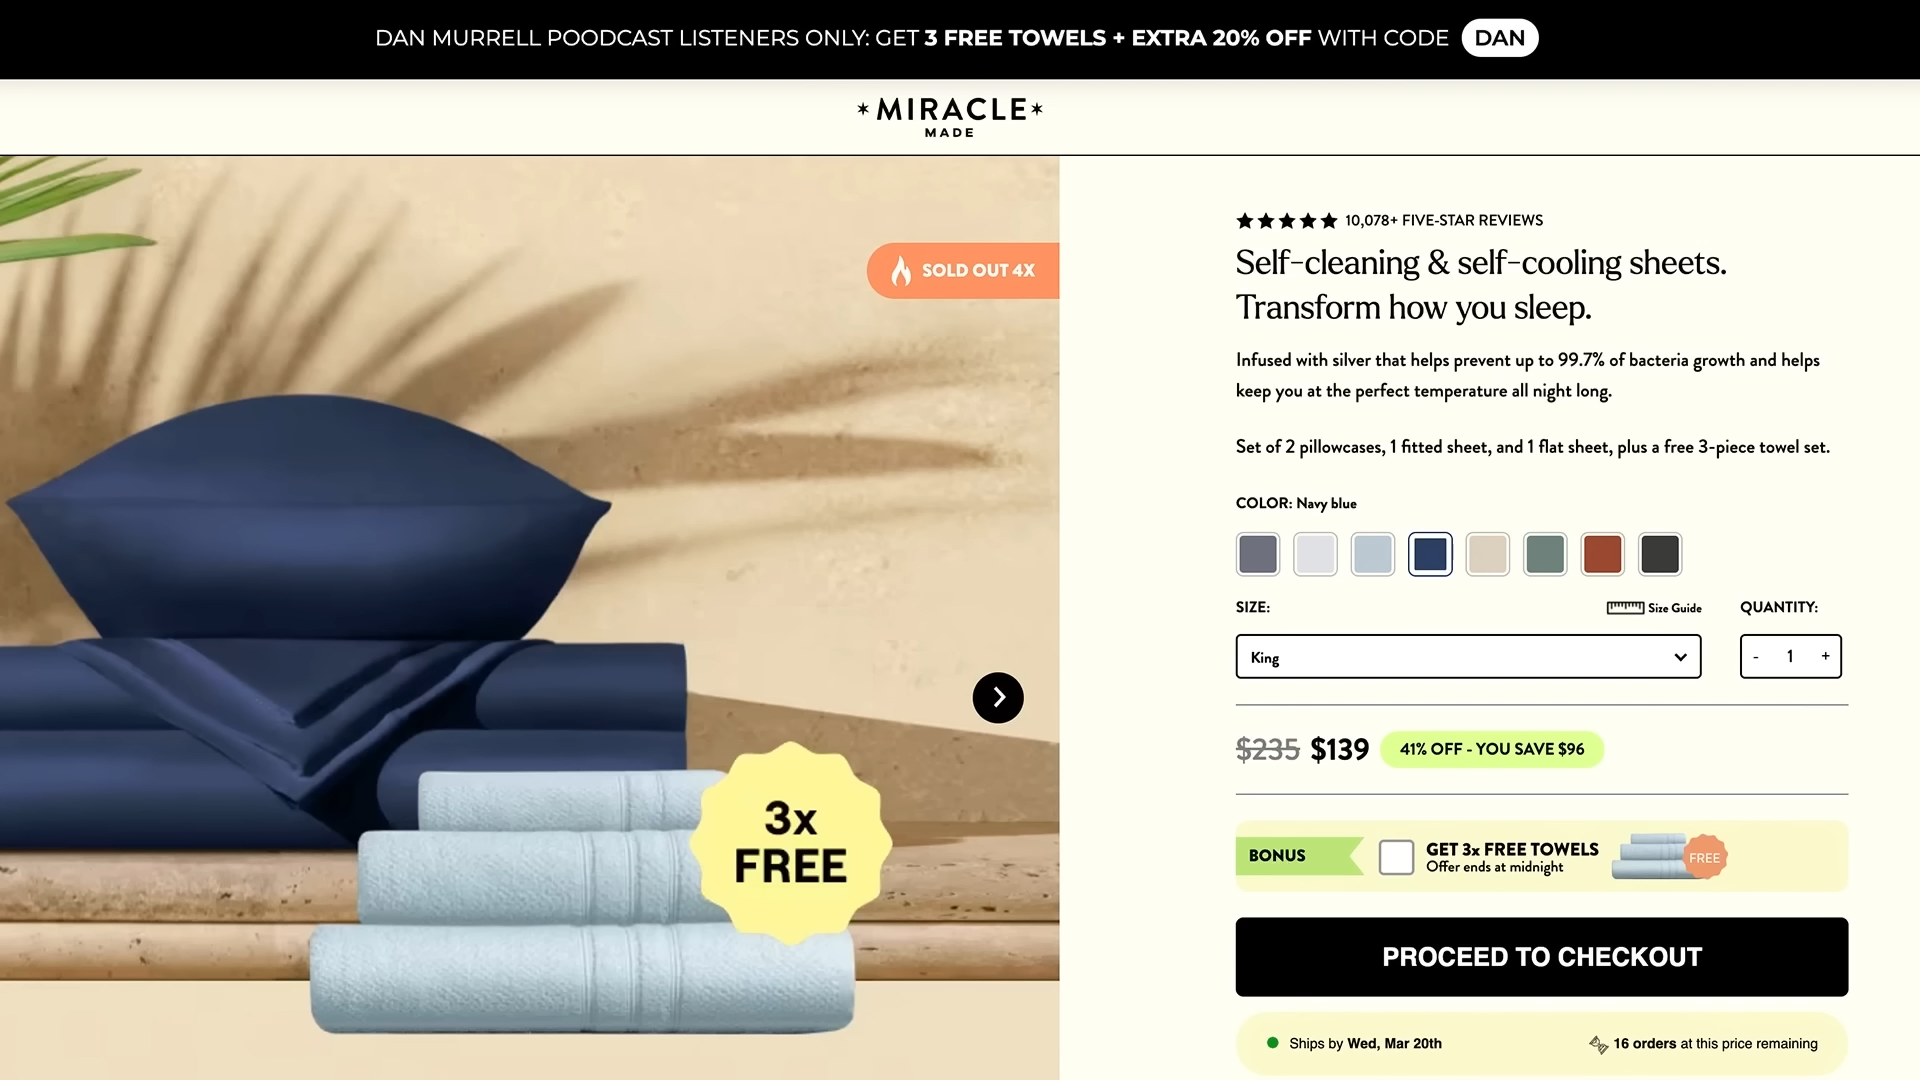 DAN MURRELL POODCAST LISTENERS ONLY: GET 3 FREE TOWELS + EXTRA 20% OFF WITH CODE DAN
MIRACLE
MADE
SOLD OUT 4X
3x
FREE
10,078+ FIVE-STAR REVIEWS
Self-cleaning & self-cooling sheets.
Transform how you sleep.
Infused with silver that helps prevent up to 99.7% of bacteria growth and helps
keep you at the perfect temperature all night long.
Set of 2 pillowcases, 1 fitted sheet, and 1 flat sheet, plus a free 3-piece towel set.
COLOR: Navy blue
SIZE: Size Guide QUANTITY:
King - 1 +
$235 $139 41% OFF - YOU SAVE $96
BONUS GET 3x FREE TOWELS FREE
Offer ends at midnight
PROCEED TO CHECKOUT
Ships by Wed, Mar 20th 16 orders at this price remaining